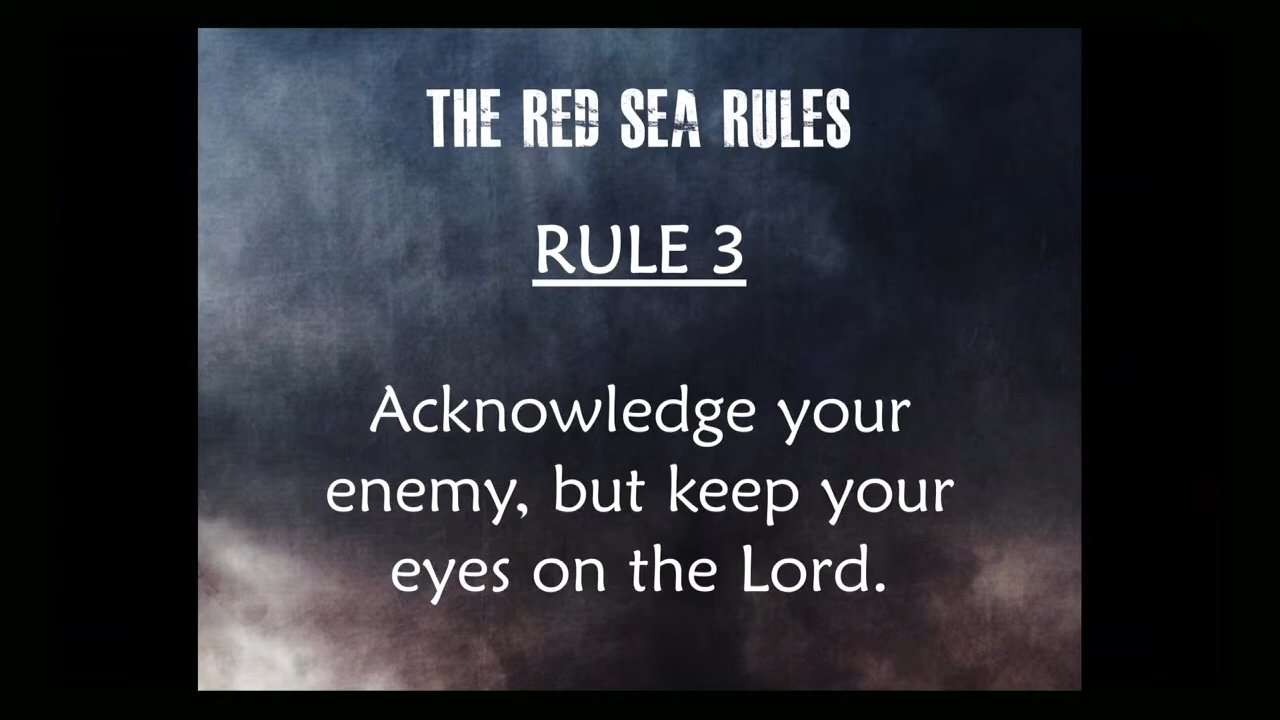 THE RED SEA RULES
RULE 3
Acknowledge your
enemy, but keep your
eyes on the Lord.